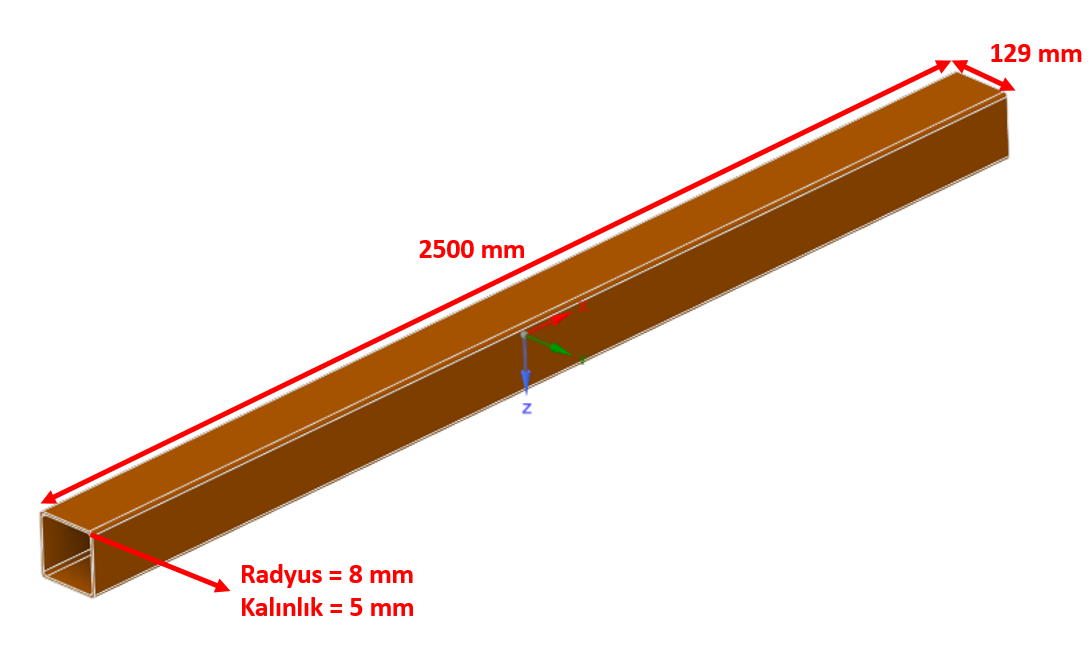 129 mm
2500 mm
X
Y
Z
Radyus = 8 mm
Kalınlık = 5 mm